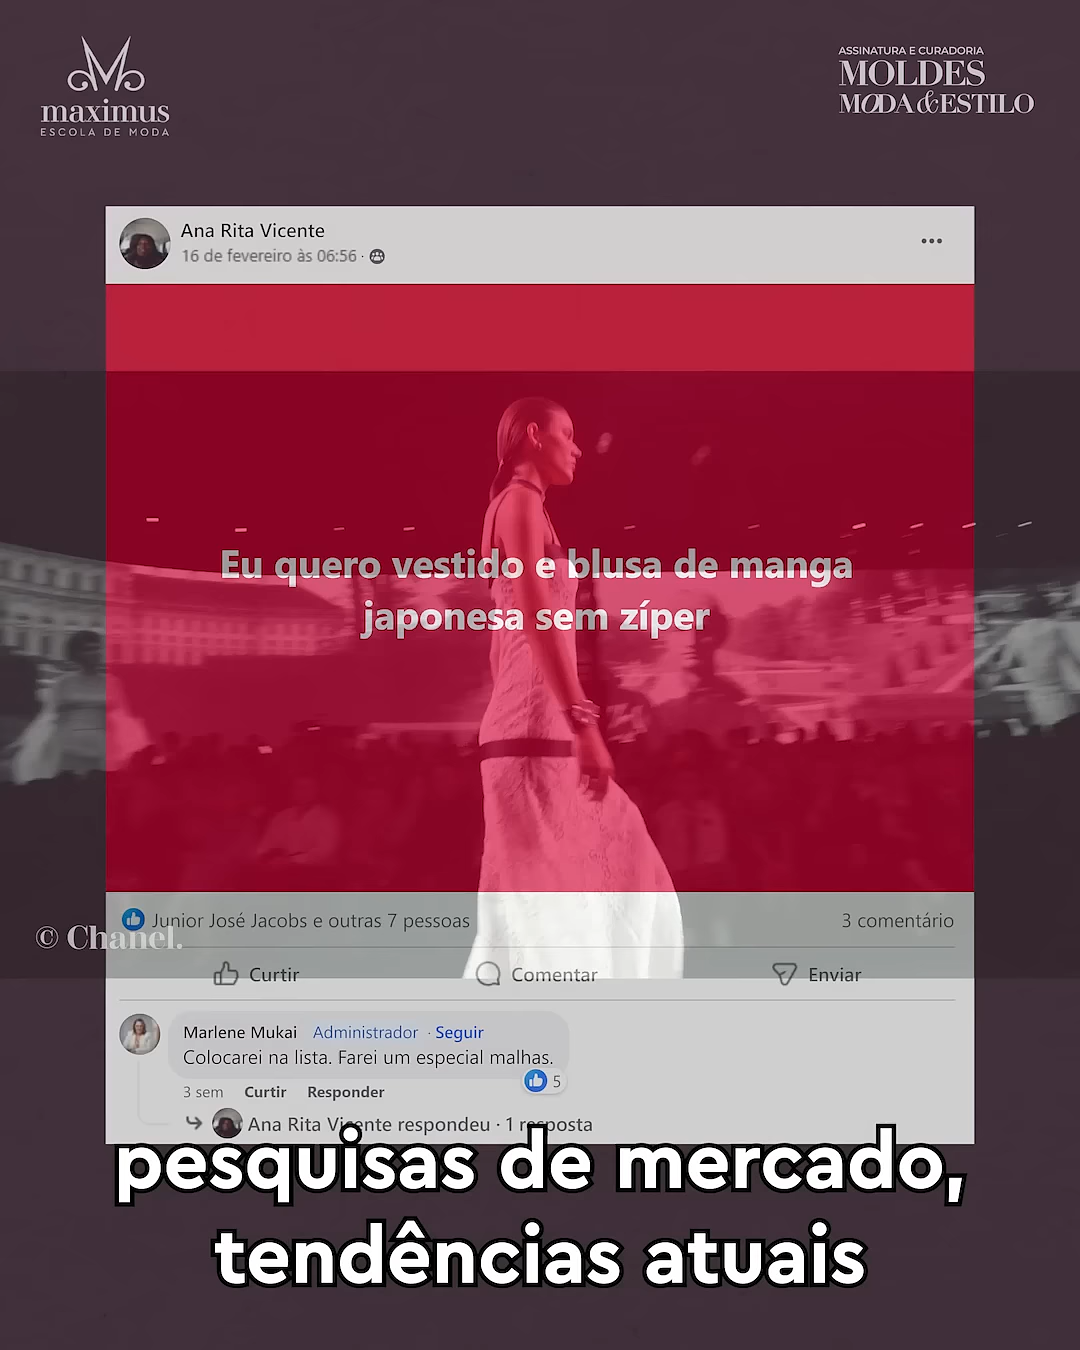 maximus
ESCOLA DE MODA
ASSINATURA E CURADORIA
MOLDES
MODA&ESTILO
Ana Rita Vicente
16 de fevereiro às 06:56 ·
Eu quero vestido e blusa de manga
japonesa sem zíper
Junior José Jacobs e outras 7 pessoas
3 comentário
© Chanel.
Curtir
Comentar
Enviar
Marlene Mukai Administrador · Seguir
Colocarei na lista. Farei um especial malhas.
5
3 sem Curtir Responder
Ana Rita Vicente respondeu · 1 resposta
pesquisas de mercado,
tendências atuais